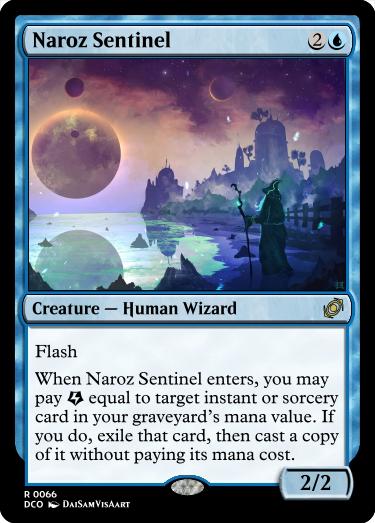 Naroz Sentinel 2
Creature — Human Wizard
Flash
When Naroz Sentinel enters, you may
pay equal to target instant or sorcery
card in your graveyard's mana value. If
you do, exile that card, then cast a copy
of it without paying its mana cost.
2/2
R 0066
DCO DaiSamVisAart